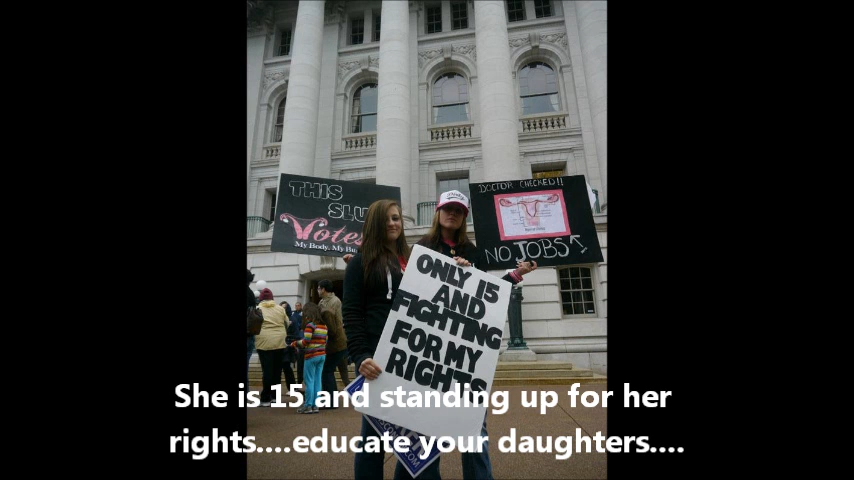 THIS
SLU
Votes
My Body. My
DOCTOR CHECKED!!
NO JOBS
ONLY 15
AND
FIGHTING
FOR MY
RIGHTS
She is 15 and standing up for her
rights....educate your daughters....